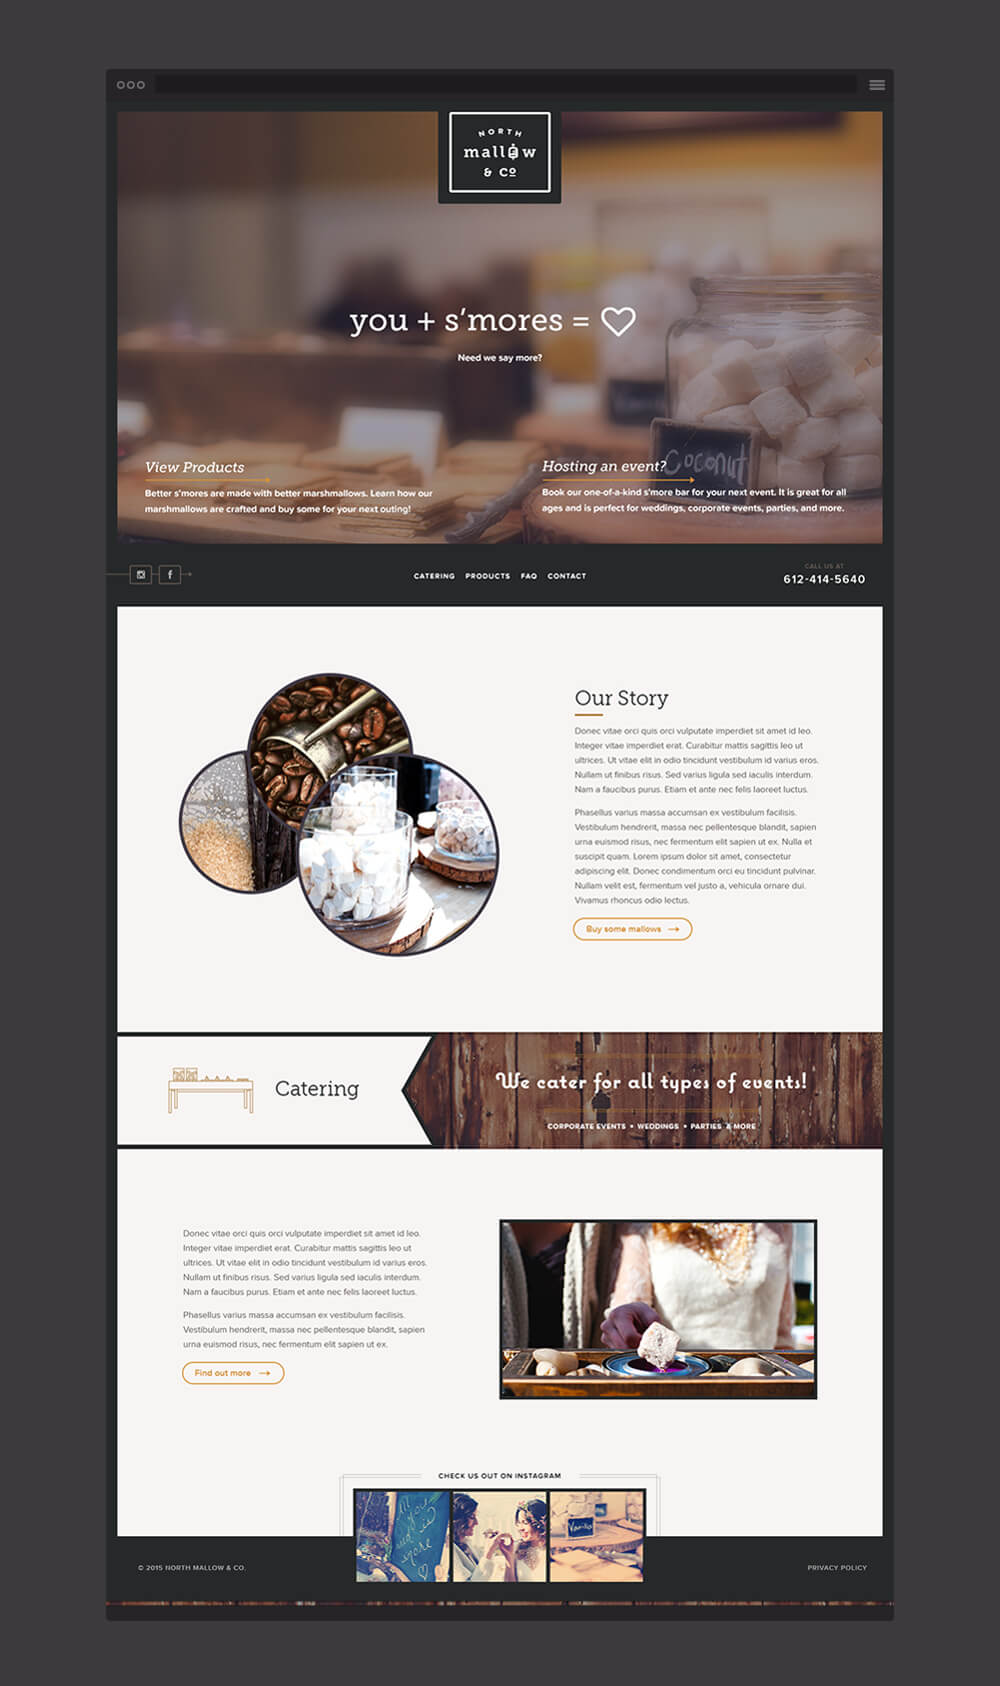 NORTH
mallow
& Co
you + s'mores =
Need we say more?
Vanilla
Coconut
View Products
Better s'mores are made with better marshmallows. Learn how our
marshmallows are crafted and buy some for your next outing!
Hosting an event?
Book our one-of-a-kind s'more bar for your next event. It is great for all
ages and is perfect for weddings, corporate events, parties, and more.
CATERING PRODUCTS FAQ CONTACT
CALL US AT
612-414-5640
Our Story
Donec vitae orci quis orci vulputate imperdiet sit amet id leo.
Integer vitae imperdiet erat. Curabitur mattis sagittis leo ut
ultrices. Ut vitae elit in odio tincidunt vestibulum id varius eros.
Nullam ut finibus risus. Sed varius ligula sed iaculis interdum.
Nam a faucibus purus. Etiam et ante nec felis laoreet luctus.
Phasellus varius massa accumsan ex vestibulum facilisis.
Vestibulum hendrerit, massa nec pellentesque blandit, sapien
urna euismod risus, nec fermentum elit sapien ut ex. Nulla et
suscipit quam. Lorem ipsum dolor sit amet, consectetur
adipiscing elit. Donec condimentum orci eu tincidunt pulvinar.
Nullam velit est, fermentum vel justo a, vehicula ornare dui.
Vivamus rhoncus odio lectus.
Buy some mallows →
Catering
We cater for all types of events!
CORPORATE EVENTS • WEDDINGS • PARTIES & MORE
Donec vitae orci quis orci vulputate imperdiet sit amet id leo.
Integer vitae imperdiet erat. Curabitur mattis sagittis leo ut
ultrices. Ut vitae elit in odio tincidunt vestibulum id varius eros.
Nullam ut finibus risus. Sed varius ligula sed iaculis interdum.
Nam a faucibus purus. Etiam et ante nec felis laoreet luctus.
Phasellus varius massa accumsan ex vestibulum facilisis.
Vestibulum hendrerit, massa nec pellentesque blandit, sapien
urna euismod risus, nec fermentum elit sapien ut ex.
Find out more →
CHECK US OUT ON INSTAGRAM
Vanilla
© 2015 NORTH MALLOW & CO.
PRIVACY POLICY